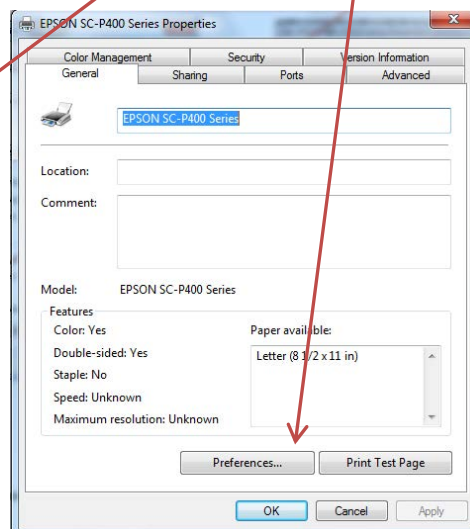 EPSON SC-P400 Series Properties
Color Management Security Version Information
General Sharing Ports Advanced
EPSON SC-P400 Series
Location:
Comment:
Model: EPSON SC-P400 Series
Features
Color: Yes
Double-sided: Yes
Staple: No
Speed: Unknown
Maximum resolution: Unknown
Paper available:
Letter (8 1/2 x 11 in)
Preferences... Print Test Page
OK Cancel Apply